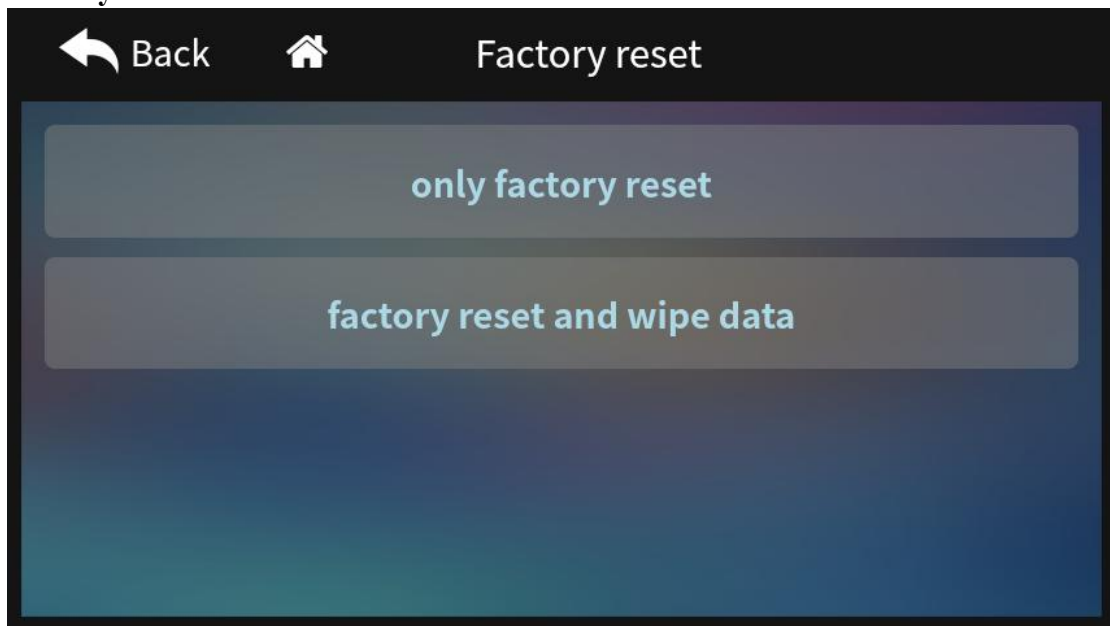 Back
Factory reset
only factory reset
factory reset and wipe data